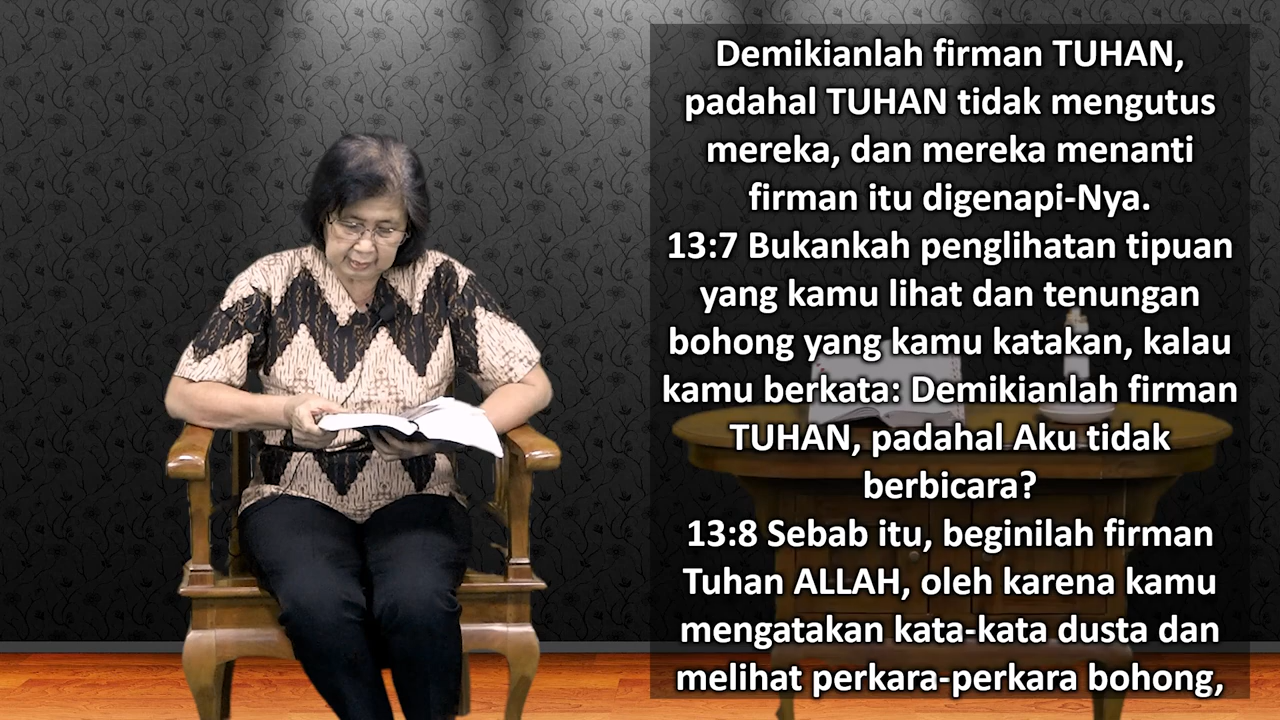 Demikianlah firman TUHAN,
padahal TUHAN tidak mengutus
mereka, dan mereka menanti
firman itu digenapi-Nya.
13:7 Bukankah penglihatan tipuan
yang kamu lihat dan tenungan
bohong yang kamu katakan, kalau
kamu berkata: Demikianlah firman
TUHAN, padahal Aku tidak
berbicara?
13:8 Sebab itu, beginilah firman
Tuhan ALLAH, oleh karena kamu
mengatakan kata-kata dusta dan
melihat perkara-perkara bohong,